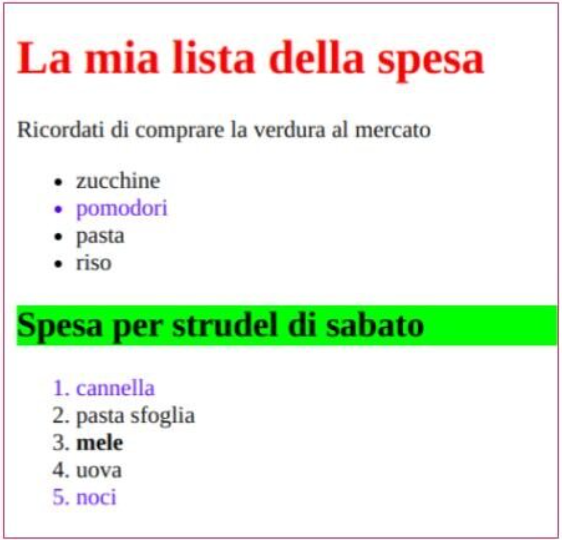 La mia lista della spesa
Ricordati di comprare la verdura al mercato
• zucchine
• pomodori
• pasta
• riso
Spesa per strudel di sabato
1. cannella
2. pasta sfoglia
3. mele
4. uova
5. noci